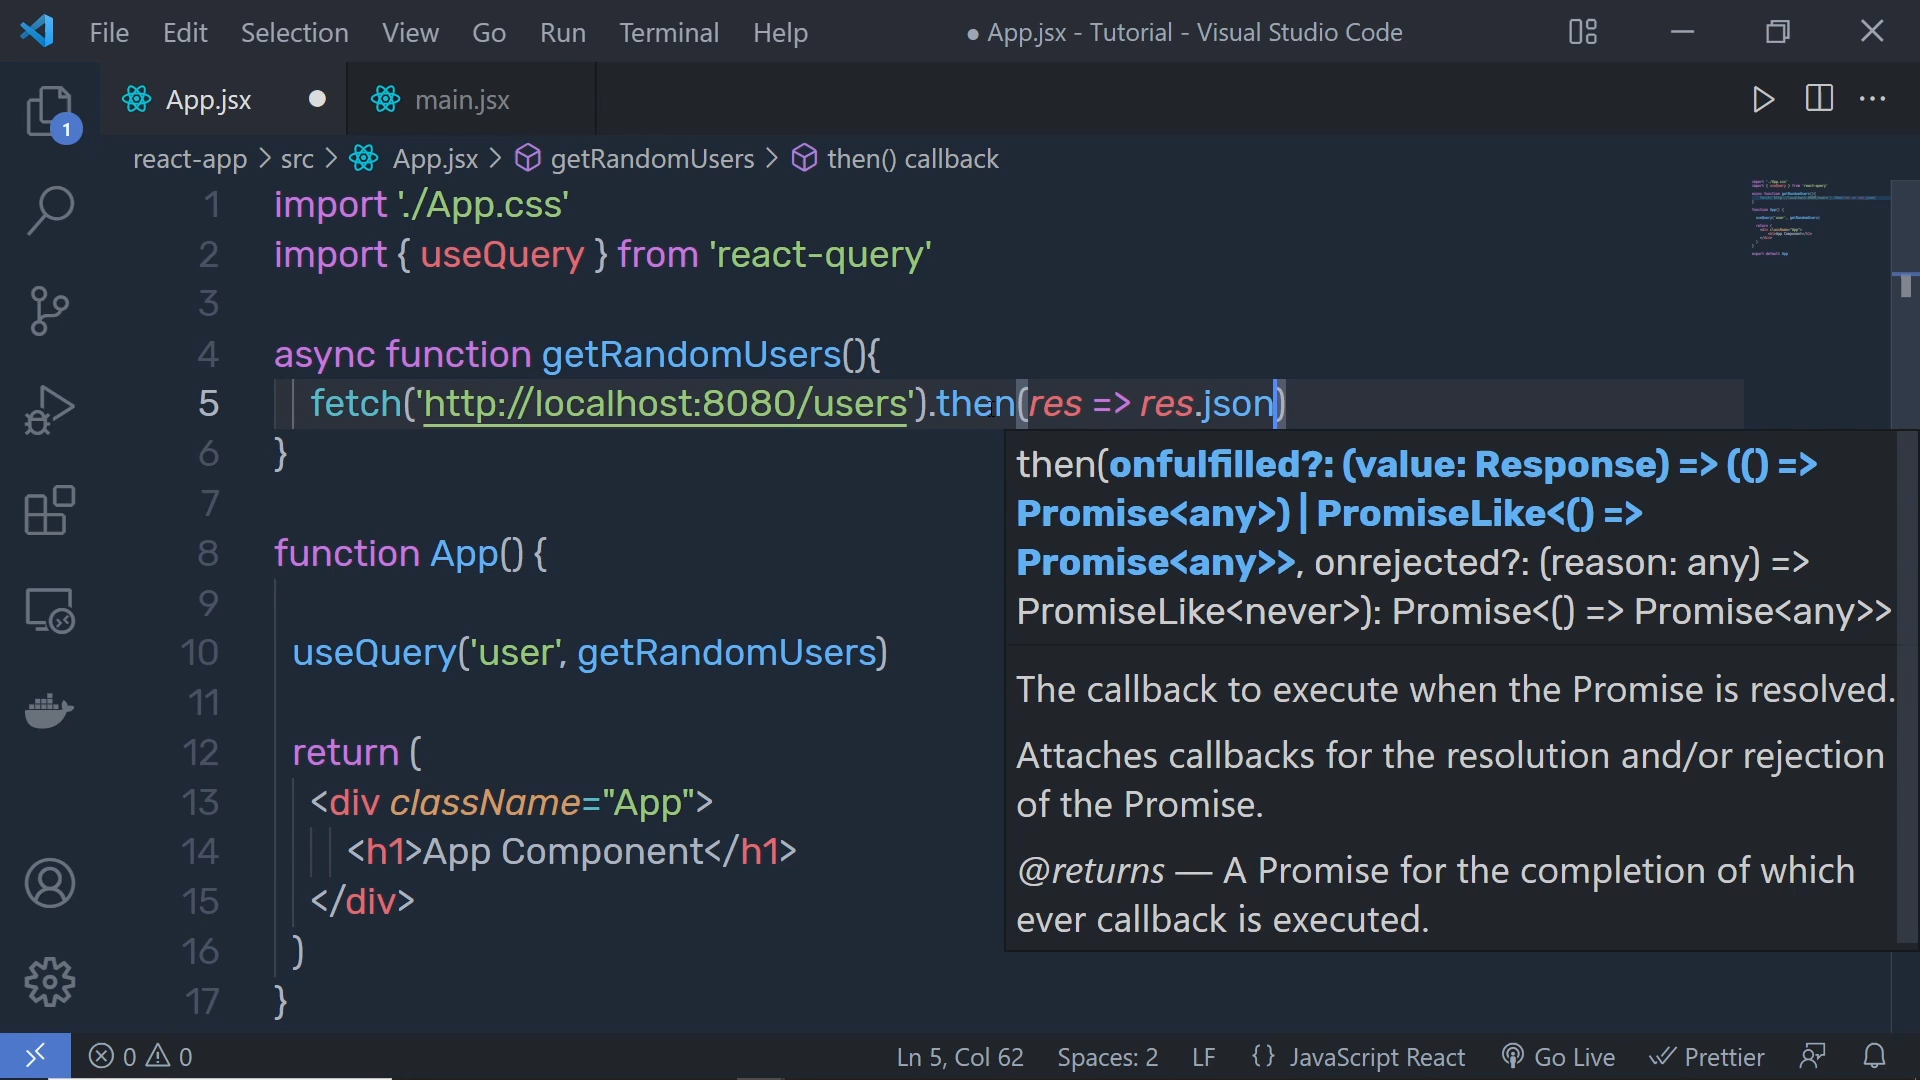 File Edit Selection View Go Run Terminal Help ● App.jsx - Tutorial - Visual Studio Code
App.jsx ● main.jsx
1
react-app > src > App.jsx > getRandomUsers > then() callback
1 import './App.css'
2 import { useQuery } from 'react-query'
3
4 async function getRandomUsers(){
5 fetch('http://localhost:8080/users').then(res => res.json)
6 }
7
8 function App() {
9
10 useQuery('user', getRandomUsers)
11
12 return (
13 <div className="App">
14 <h1>App Component</h1>
15 </div>
16 )
17 }
then(onfulfilled?: (value: Response) => (() =>
Promise<any>) | PromiseLike<() =>
Promise<any>>, onrejected?: (reason: any) =>
PromiseLike<never>): Promise<() => Promise<any>>
The callback to execute when the Promise is resolved.
Attaches callbacks for the resolution and/or rejection
of the Promise.
@returns — A Promise for the completion of which
ever callback is executed.
0 0 Ln 5, Col 62 Spaces: 2 LF {} JavaScript React Go Live Prettier